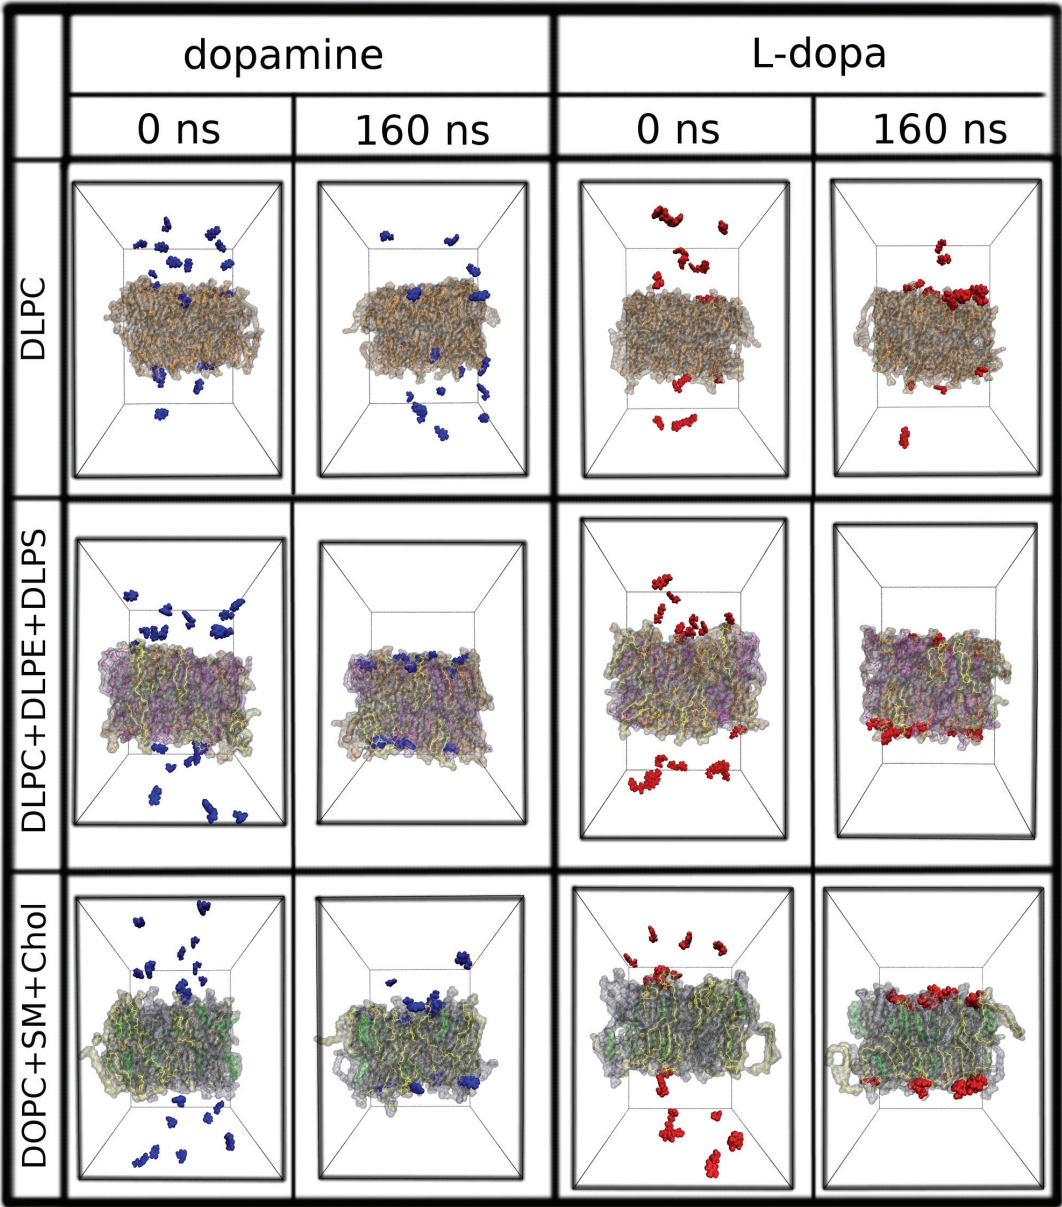 dopamine
L-dopa
0 ns
160 ns
0 ns
160 ns
DLPC
DLPC+DLPE+DLPS
DOPC+SM+Chol